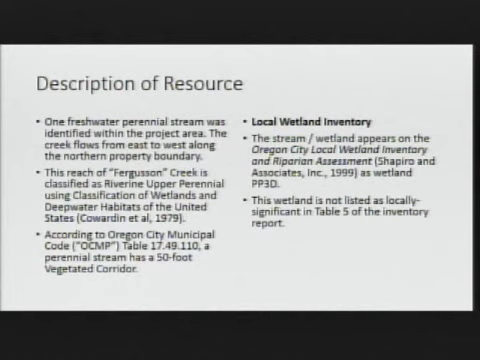 Description of Resource
• One freshwater perennial stream was
identified within the project area. The
creek flows from east to west along
the northern property boundary.
• This reach of "Fergusson" Creek is
classified as Riverine Upper Perennial
using Classification of Wetlands and
Deepwater Habitats of the United
States (Cowardin et al, 1979).
• According to Oregon City Municipal
Code ("OCMP") Table 17.49.110, a
perennial stream has a 50-foot
Vegetated Corridor.
• Local Wetland Inventory
• The stream / wetland appears on the
Oregon City Local Wetland Inventory
and Riparian Assessment (Shapiro and
Associates, Inc., 1999) as wetland
PP3D.
• This wetland is not listed as locally-
significant in Table 5 of the inventory
report.